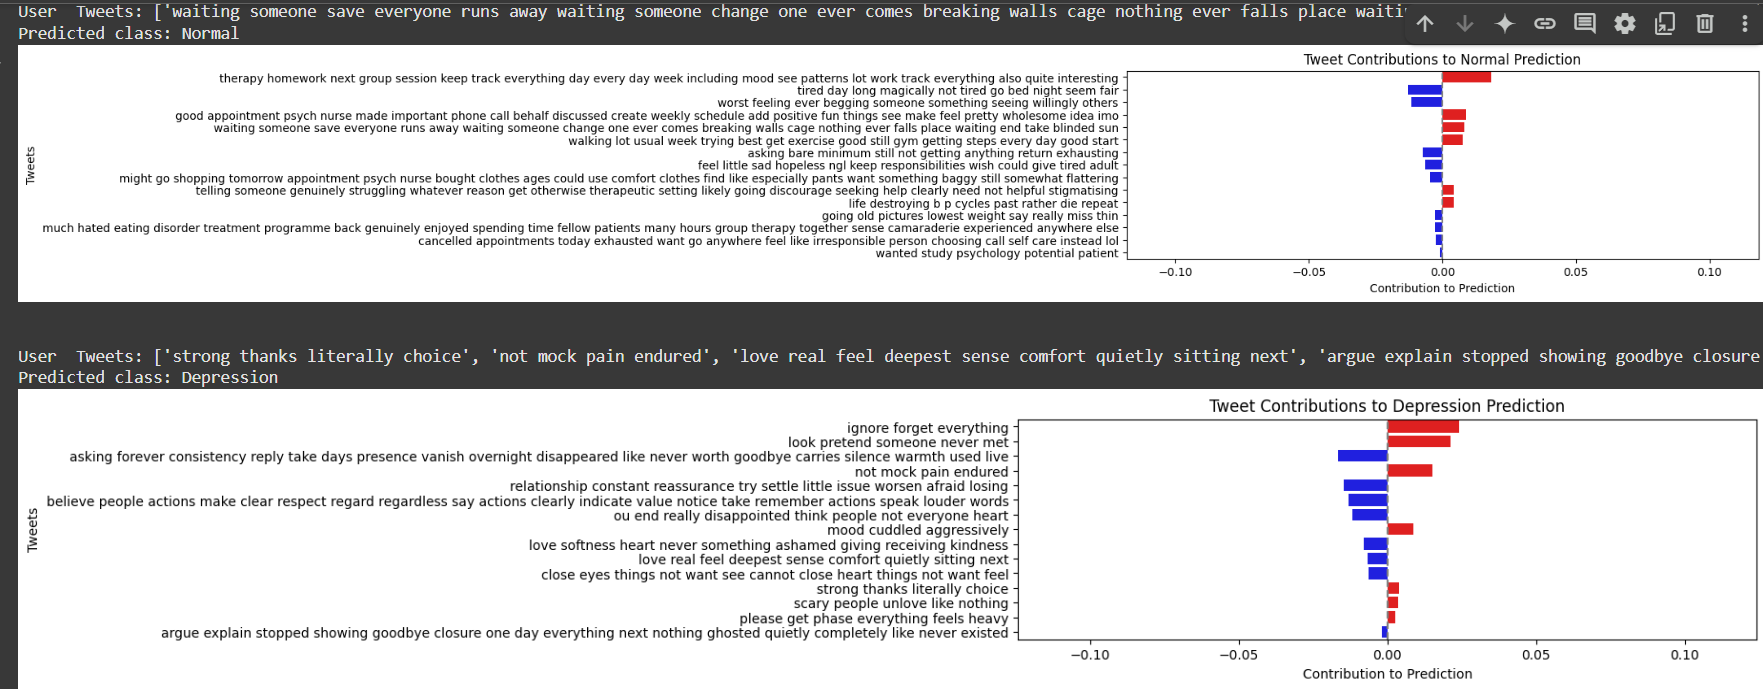 User  Tweets: ['waiting someone save everyone runs away waiting someone change one ever comes breaking walls cage nothing ever falls place waiti
Predicted class: Normal
Tweet Contributions to Normal Prediction
therapy homework next group session keep track everything day every day week including mood see patterns lot work track everything also quite interesting
tired day long magically not tired go bed night seem fair
worst feeling ever begging someone something seeing willingly others
good appointment psych nurse made important phone call behalf discussed create weekly schedule add positive fun things see make feel pretty wholesome idea imo
waiting someone save everyone runs away waiting someone change one ever comes breaking walls cage nothing ever falls place waiting end take blinded sun
walking lot usual week trying best get exercise good still gym getting steps every day good start
asking bare minimum still not getting anything return exhausting
feel little sad hopeless ngl keep responsibilities wish could give tired adult
might go shopping tomorrow appointment psych nurse bought clothes ages could use comfort clothes find like especially pants want something baggy still somewhat flattering
telling someone genuinely struggling whatever reason get otherwise therapeutic setting likely going discourage seeking help clearly need not helpful stigmatising
life destroying b p cycles past rather die repeat
going old pictures lowest weight say really miss thin
much hated eating disorder treatment programme back genuinely enjoyed spending time fellow patients many hours group therapy together sense camaraderie experienced anywhere else
cancelled appointments today exhausted want go anywhere feel like irresponsible person choosing call self care instead lol
wanted study psychology potential patient
Tweets
−0.10 −0.05 0.00 0.05 0.10
Contribution to Prediction
User  Tweets: ['strong thanks literally choice', 'not mock pain endured', 'love real feel deepest sense comfort quietly sitting next', 'argue explain stopped showing goodbye closure
Predicted class: Depression
Tweet Contributions to Depression Prediction
ignore forget everything
look pretend someone never met
asking forever consistency reply take days presence vanish overnight disappeared like never worth goodbye carries silence warmth used live
not mock pain endured
relationship constant reassurance try settle little issue worsen afraid losing
believe people actions make clear respect regard regardless say actions clearly indicate value notice take remember actions speak louder words
ou end really disappointed think people not everyone heart
mood cuddled aggressively
love softness heart never something ashamed giving receiving kindness
love real feel deepest sense comfort quietly sitting next
close eyes things not want see cannot close heart things not want feel
strong thanks literally choice
scary people unlove like nothing
please get phase everything feels heavy
argue explain stopped showing goodbye closure one day everything next nothing ghosted quietly completely like never existed
Tweets
−0.10 −0.05 0.00 0.05 0.10
Contribution to Prediction